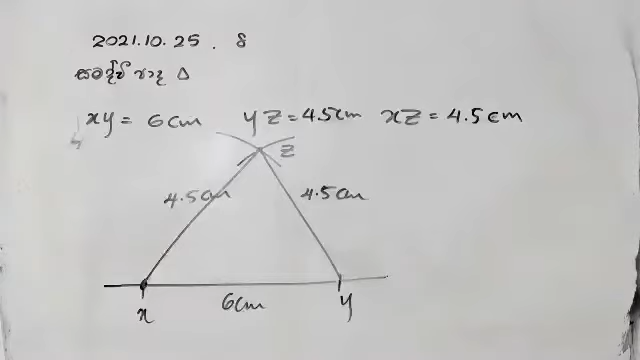 2021.10.25. 8
සමද්විපාද Δ
xy = 6cm yz = 4.5cm xz = 4.5cm
z
4.5cm 4.5cm
6cm
x y